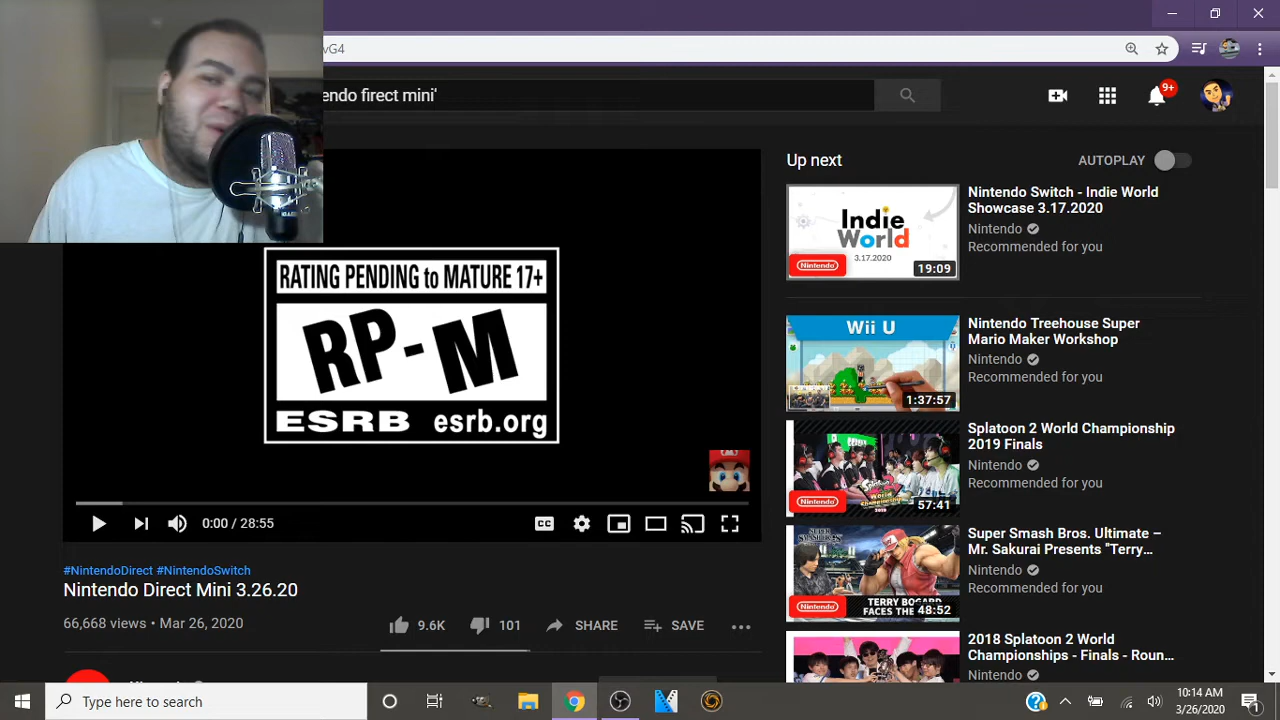 vG4
endo firect mini'
9+
RATING PENDING to MATURE 17+
RP-M
ESRB esrb.org
0:00 / 28:55
CC
#NintendoDirect #NintendoSwitch
Nintendo Direct Mini 3.26.20
66,668 views • Mar 26, 2020
9.6K
101
SHARE
SAVE
Up next
AUTOPLAY
Indie
World
3.17.2020
Nintendo
19:09
Nintendo Switch - Indie World
Showcase 3.17.2020
Nintendo
Recommended for you
Wii U
1:37:57
Nintendo Treehouse Super
Mario Maker Workshop
Nintendo
Recommended for you
Nintendo
57:41
Splatoon 2 World Championship
2019 Finals
Nintendo
Recommended for you
Nintendo
TERRY BOGARD
FACES THE
48:52
Super Smash Bros. Ultimate –
Mr. Sakurai Presents "Terry...
Nintendo
Recommended for you
2018 Splatoon 2 World
Championships - Finals - Roun...
Nintendo
Type here to search
10:14 AM
3/26/2020
1